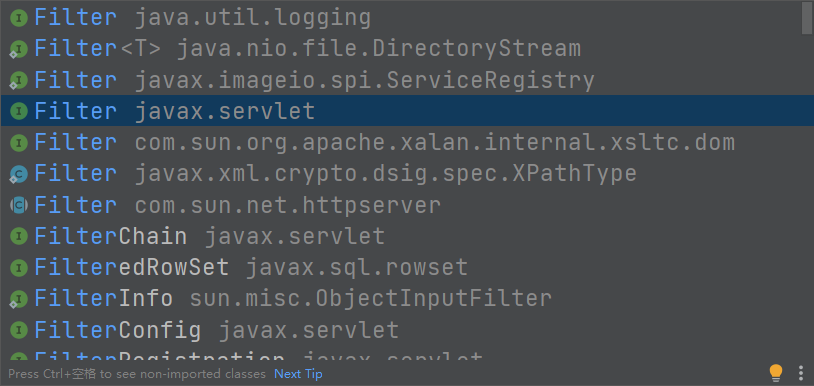 Filter java.util.logging
Filter<T> java.nio.file.DirectoryStream
Filter javax.imageio.spi.ServiceRegistry
Filter javax.servlet
Filter com.sun.org.apache.xalan.internal.xsltc.dom
Filter javax.xml.crypto.dsig.spec.XPathType
Filter com.sun.net.httpserver
FilterChain javax.servlet
FilteredRowSet javax.sql.rowset
FilterInfo sun.misc.ObjectInputFilter
FilterConfig javax.servlet
FilterRegistration javax.servlet
Press Ctrl+空格 to see non-imported classes Next Tip